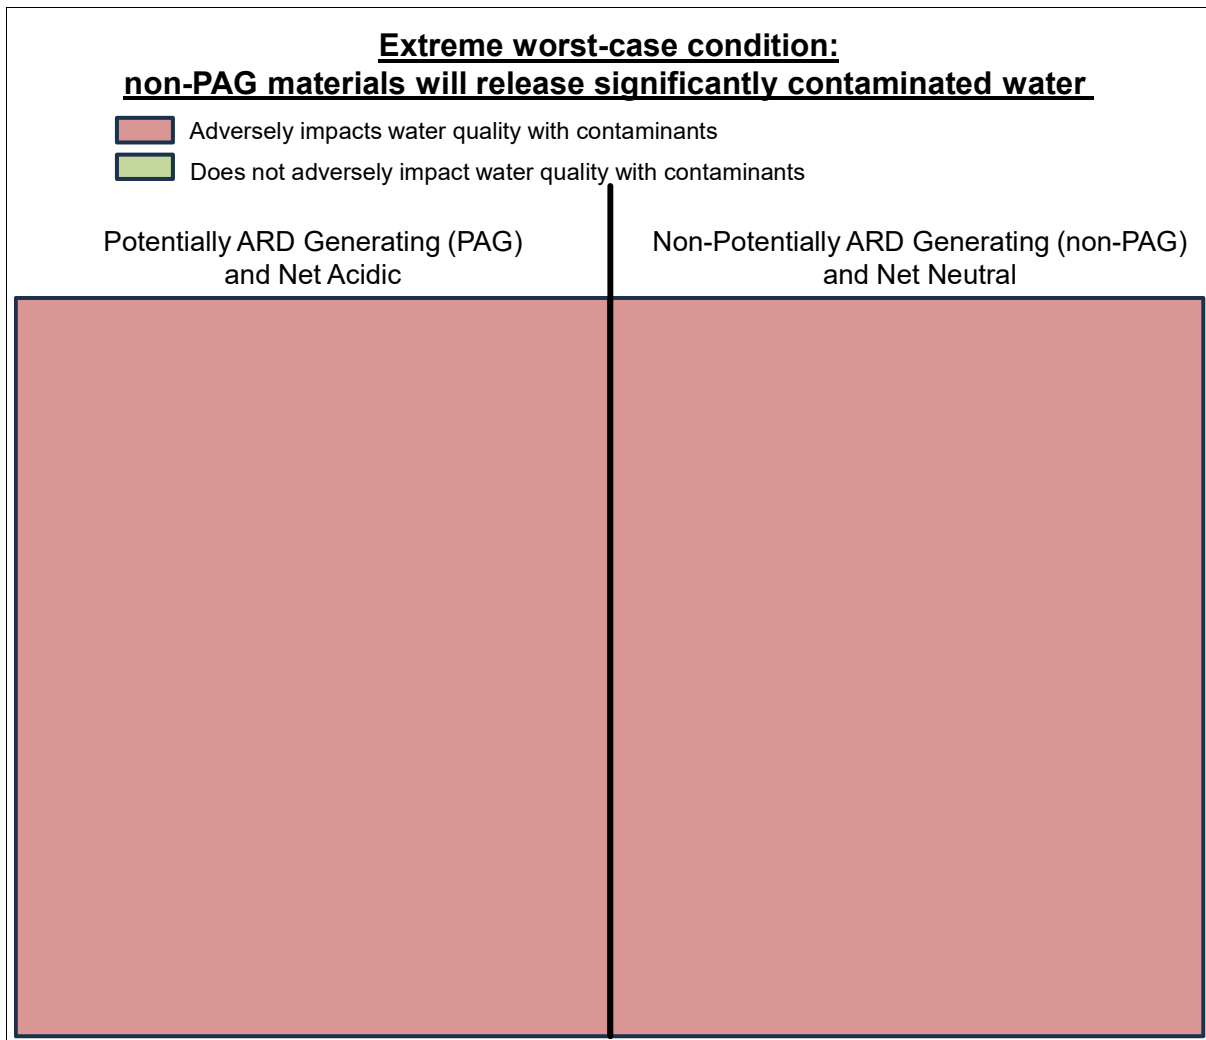 Extreme worst-case condition:
non-PAG materials will release significantly contaminated water
Adversely impacts water quality with contaminants
Does not adversely impact water quality with contaminants
Potentially ARD Generating (PAG)
and Net Acidic
Non-Potentially ARD Generating (non-PAG)
and Net Neutral